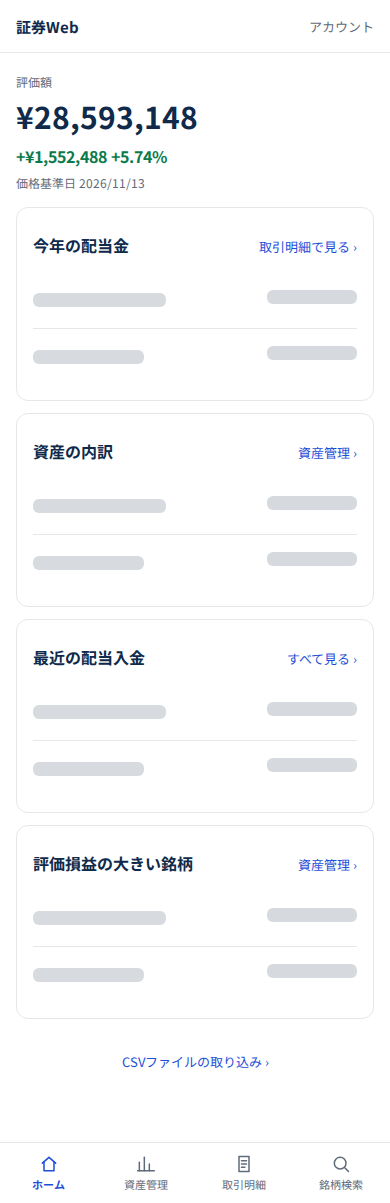 証券Web
アカウント
評価額
¥28,593,148
+¥1,552,488 +5.74%
価格基準日 2026/11/13
今年の配当金
取引明細で見る ›
資産の内訳
資産管理 ›
最近の配当入金
すべて見る ›
評価損益の大きい銘柄
資産管理 ›
CSVファイルの取り込み ›
ホーム
資産管理
取引明細
銘柄検索